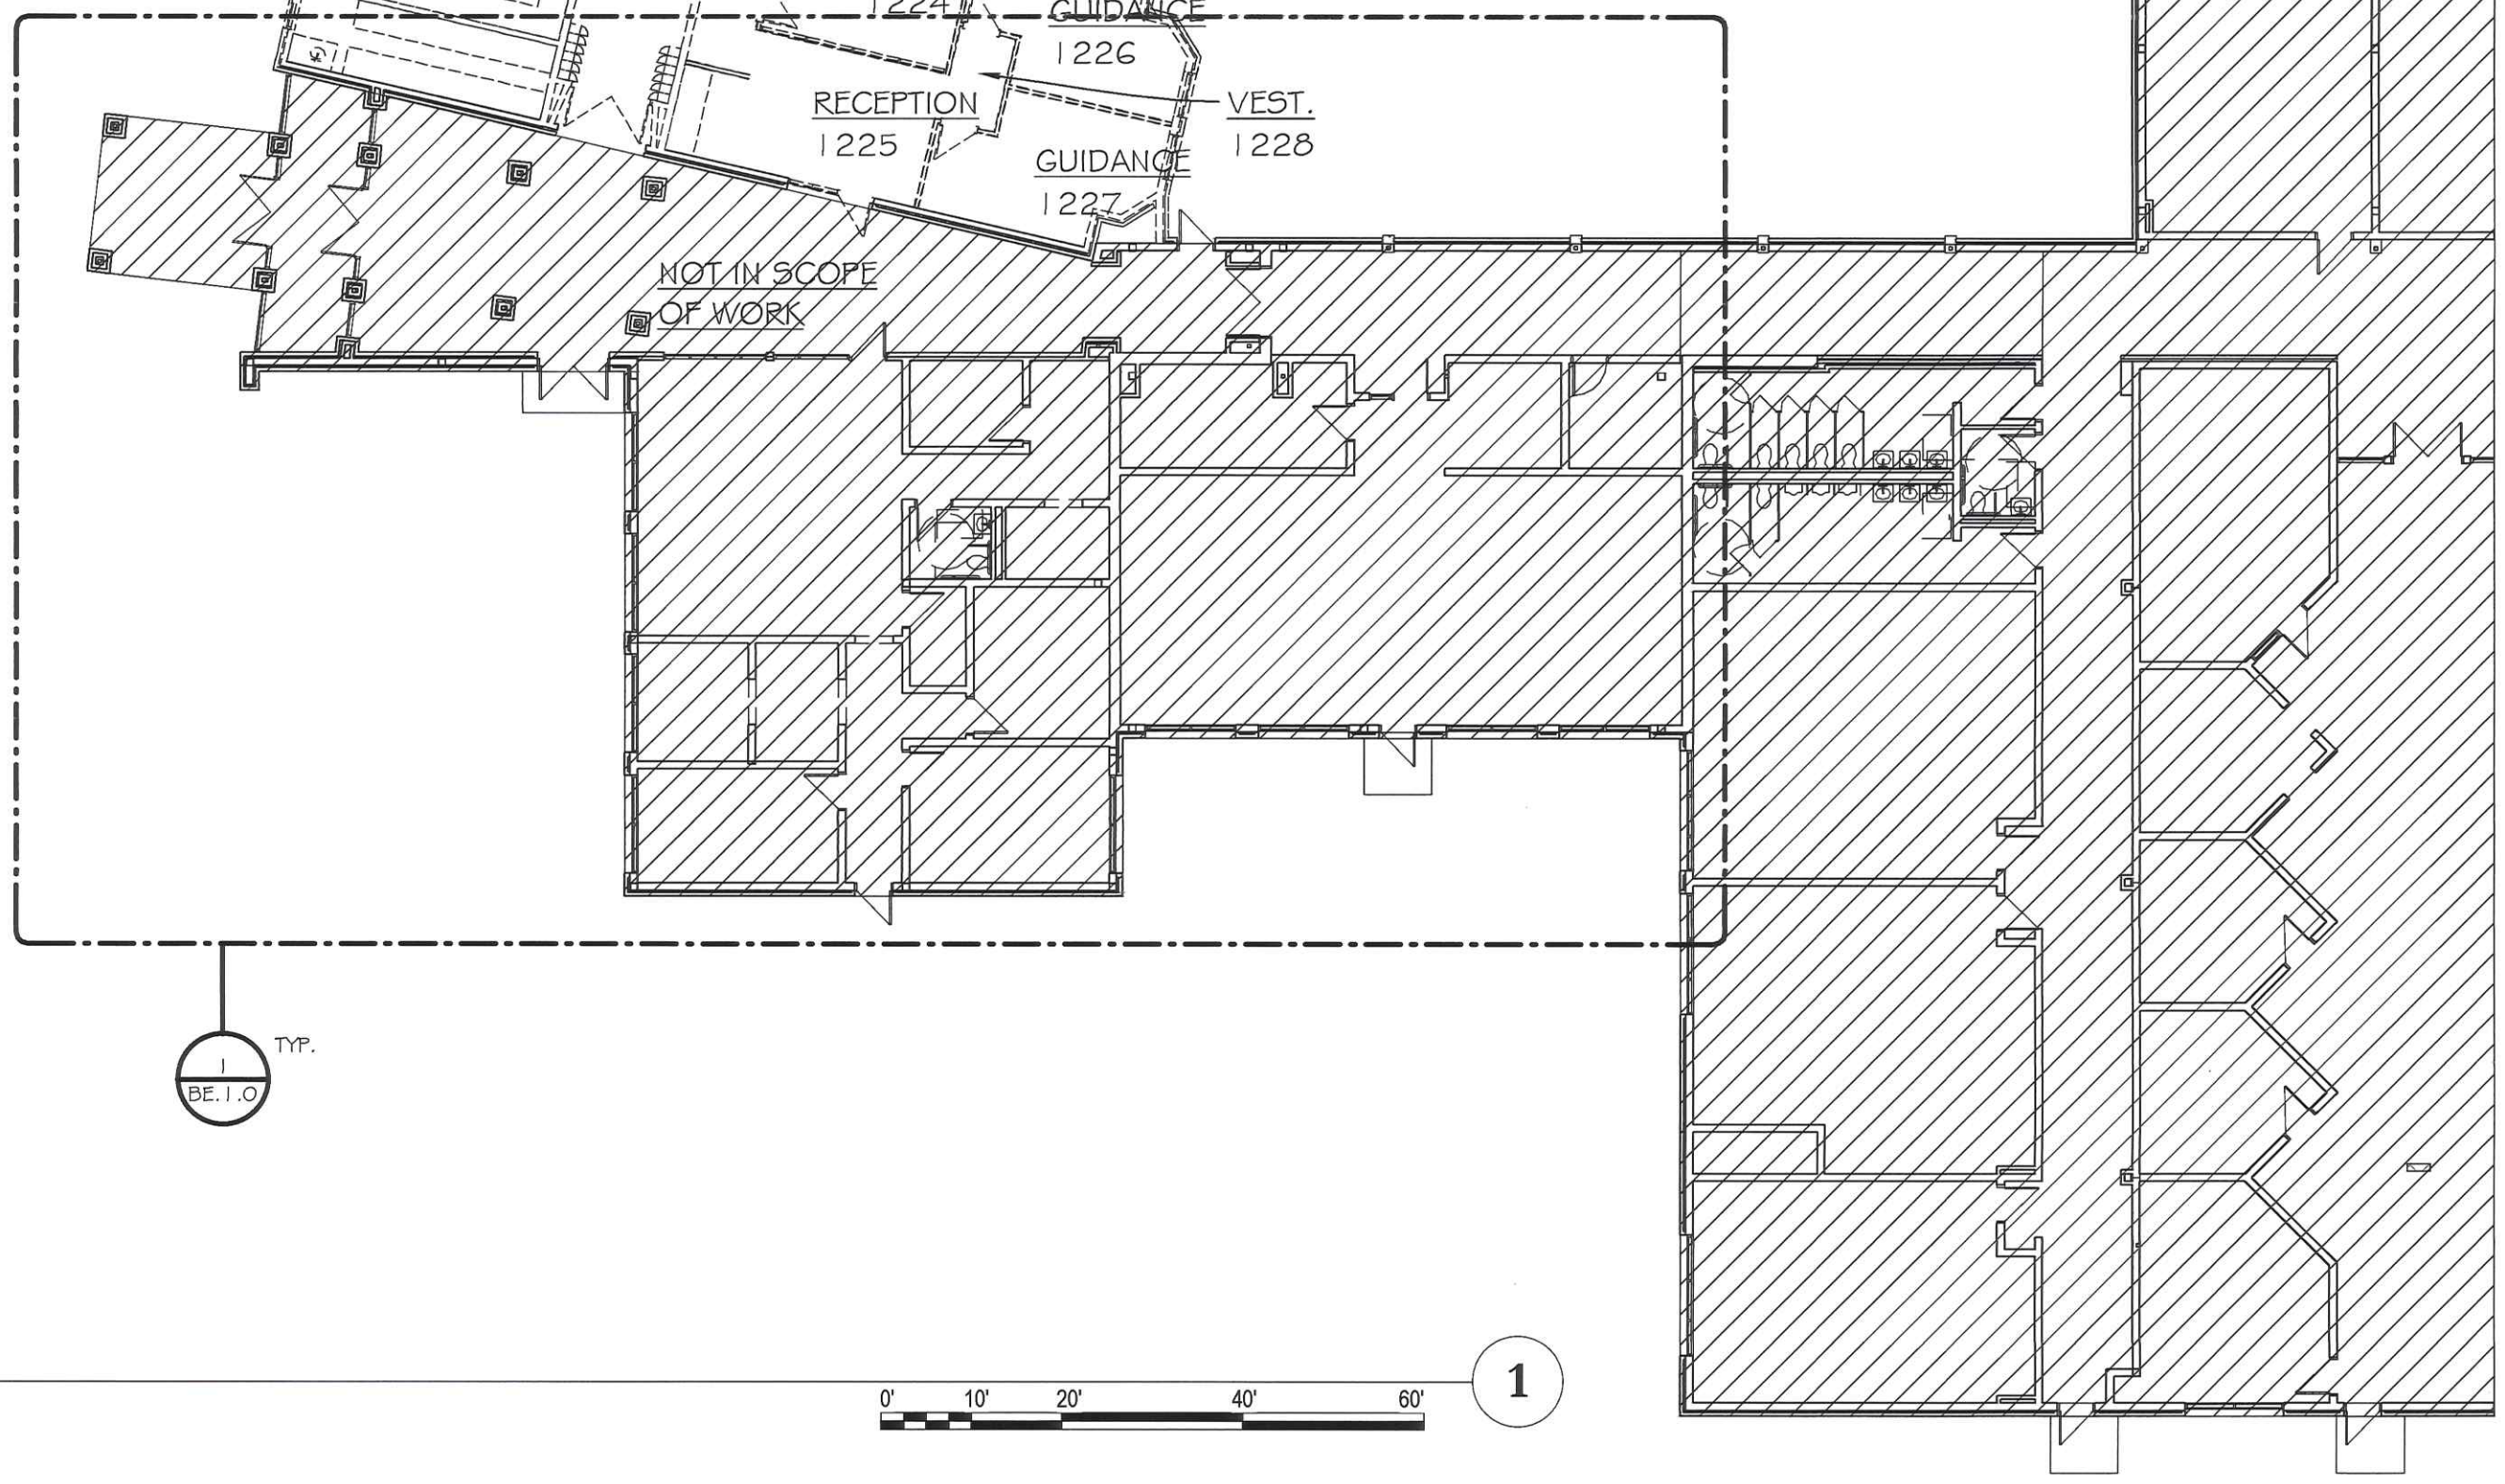 1224
GUIDANCE
1226
RECEPTION
1225
VEST.
1228
GUIDANCE
1227
NOT IN SCOPE
OF WORK
TYP.
1
BE.1.0
0' 10' 20' 40' 60'
1